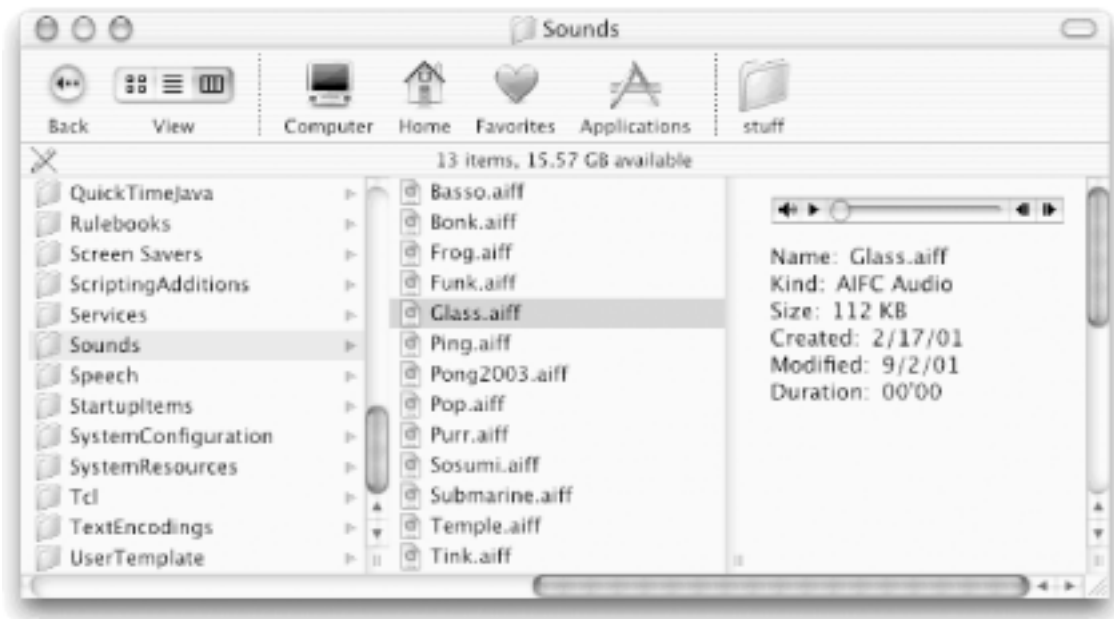 Sounds
Back View Computer Home Favorites Applications stuff
13 items, 15.57 GB available
QuickTimeJava
Rulebooks
Screen Savers
ScriptingAdditions
Services
Sounds
Speech
StartupItems
SystemConfiguration
SystemResources
Tcl
TextEncodings
UserTemplate
Basso.aiff
Bonk.aiff
Frog.aiff
Funk.aiff
Glass.aiff
Ping.aiff
Pong2003.aiff
Pop.aiff
Purr.aiff
Sosumi.aiff
Submarine.aiff
Temple.aiff
Tink.aiff
Name: Glass.aiff
Kind: AIFC Audio
Size: 112 KB
Created: 2/17/01
Modified: 9/2/01
Duration: 00'00